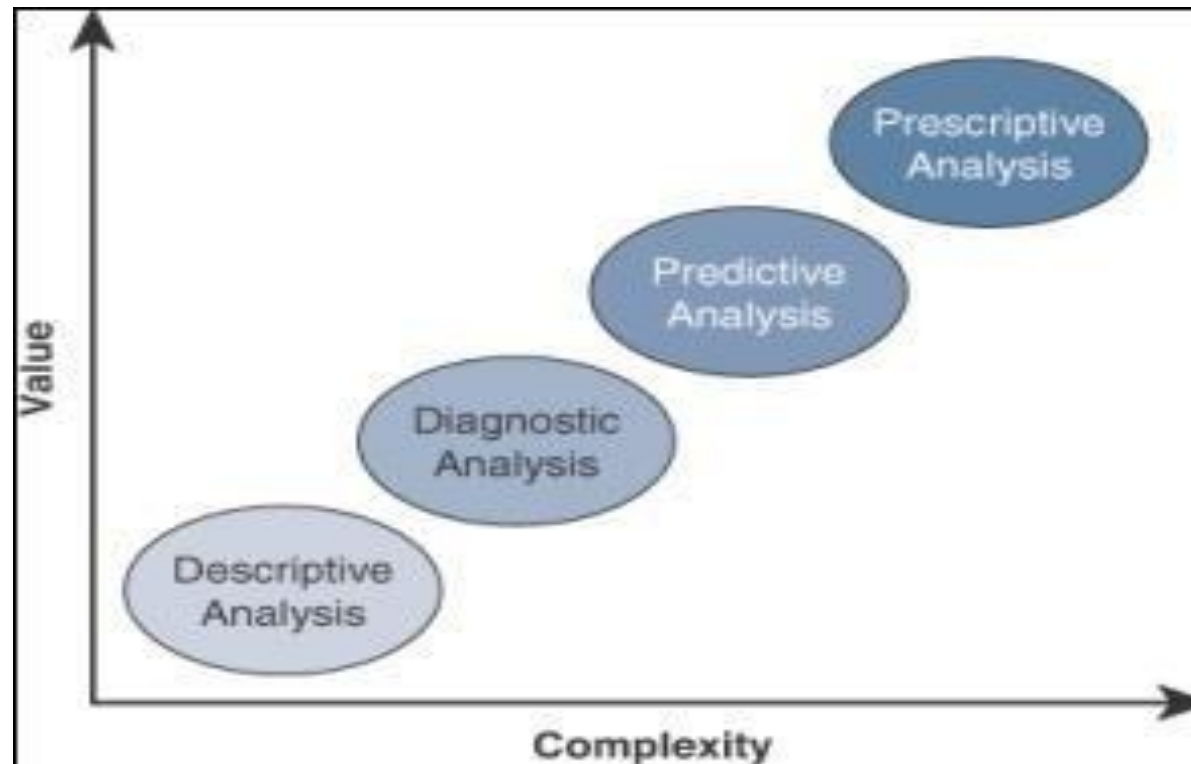 Prescriptive
Analysis
Predictive
Analysis
Value
Diagnostic
Analysis
Descriptive
Analysis
Complexity